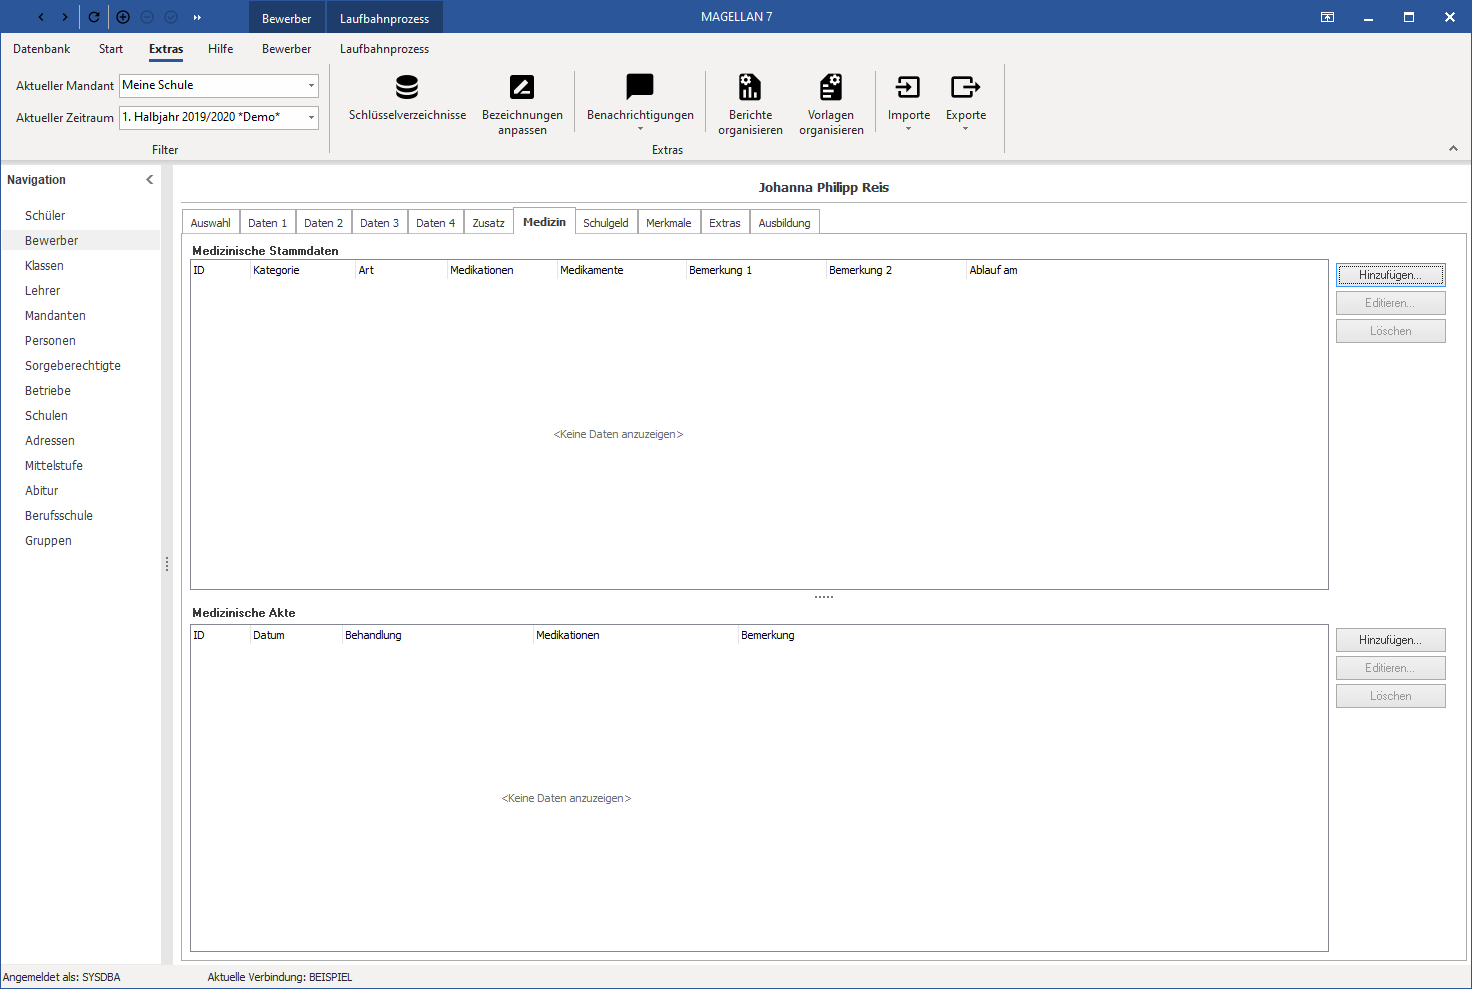 Bewerber Laufbahnprozess MAGELLAN 7
Datenbank Start Extras Hilfe Bewerber Laufbahnprozess
Aktueller Mandant Meine Schule
Aktueller Zeitraum 1. Halbjahr 2019/2020 *Demo*
Filter
Schlüsselverzeichnisse
Bezeichnungen
anpassen
Benachrichtigungen
Berichte
organisieren
Vorlagen
organisieren
Importe
Exporte
Extras
Navigation
Schüler
Bewerber
Klassen
Lehrer
Mandanten
Personen
Sorgeberechtigte
Betriebe
Schulen
Adressen
Mittelstufe
Abitur
Berufsschule
Gruppen
Johanna Philipp Reis
Auswahl Daten 1 Daten 2 Daten 3 Daten 4 Zusatz Medizin Schulgeld Merkmale Extras Ausbildung
Medizinische Stammdaten
ID Kategorie Art Medikationen Medikamente Bemerkung 1 Bemerkung 2 Ablauf am
<Keine Daten anzuzeigen>
Hinzufügen...
Editieren...
Löschen
Medizinische Akte
ID Datum Behandlung Medikationen Bemerkung
<Keine Daten anzuzeigen>
Hinzufügen...
Editieren...
Löschen
Angemeldet als: SYSDBA Aktuelle Verbindung: BEISPIEL